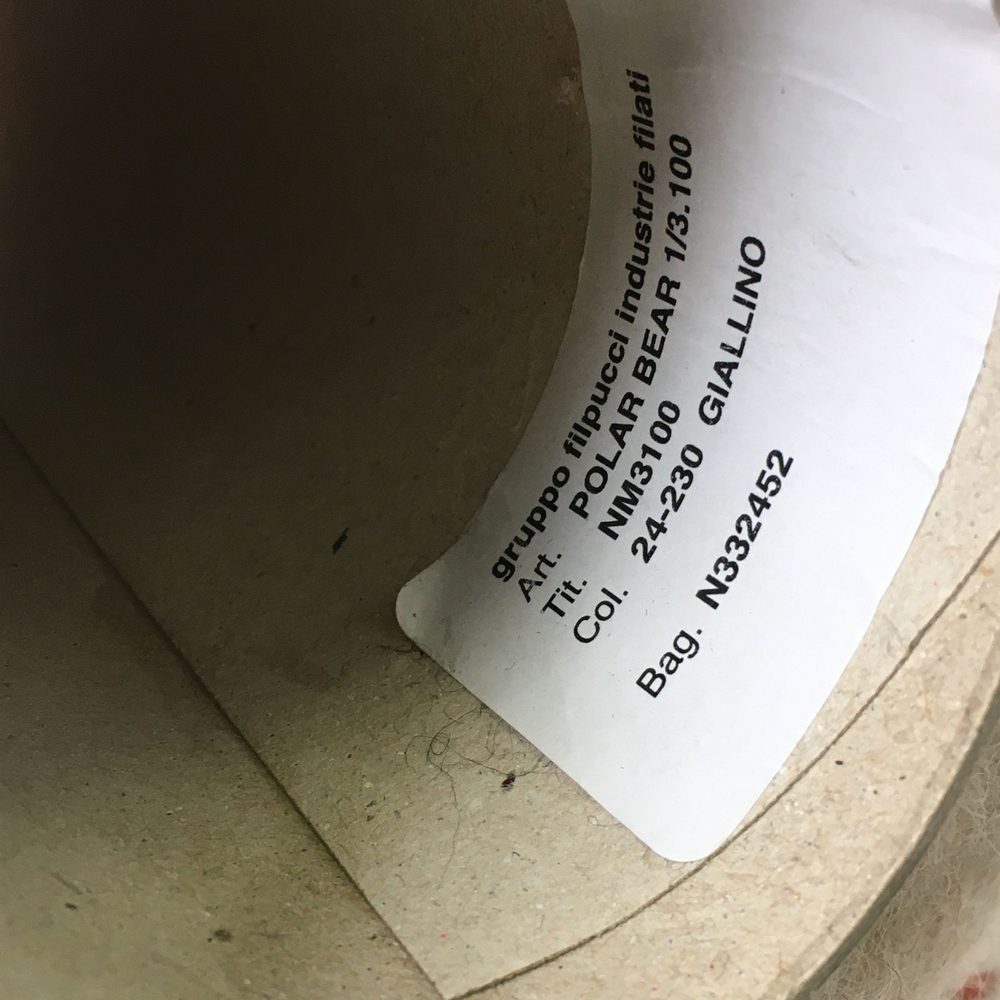 gruppo filpucci industrie filati
Art. POLAR BEAR 1/3.100
Tit. NM3100
Col. 24-230 GIALLINO
Bag. N332452